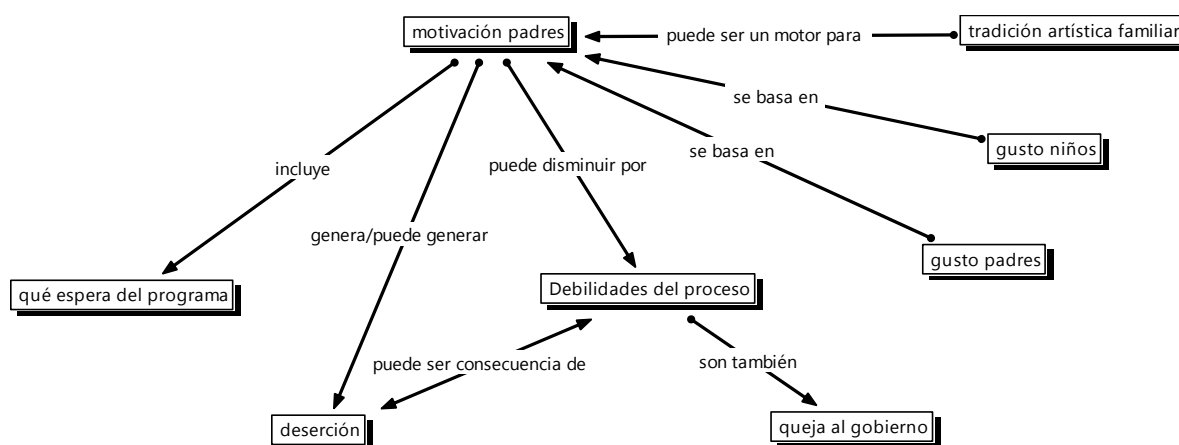 motivación padres
puede ser un motor para
tradición artística familiar
se basa en
gusto niños
se basa en
puede disminuir por
incluye
genera/puede generar
gusto padres
qué espera del programa
Debilidades del proceso
puede ser consecuencia de
son también
deserción
queja al gobierno